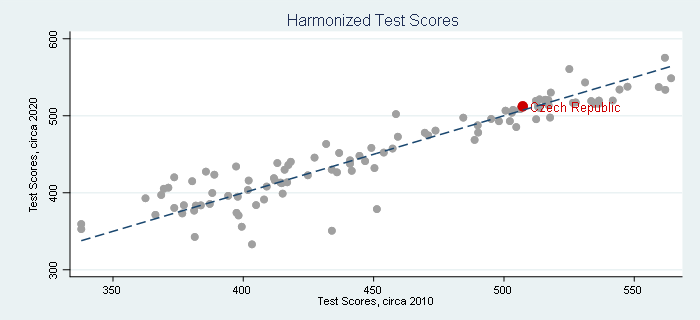 Harmonized Test Scores
Test Scores, circa 2020
600
500
400
300
Czech Republic
350
400
450
500
550
Test Scores, circa 2010